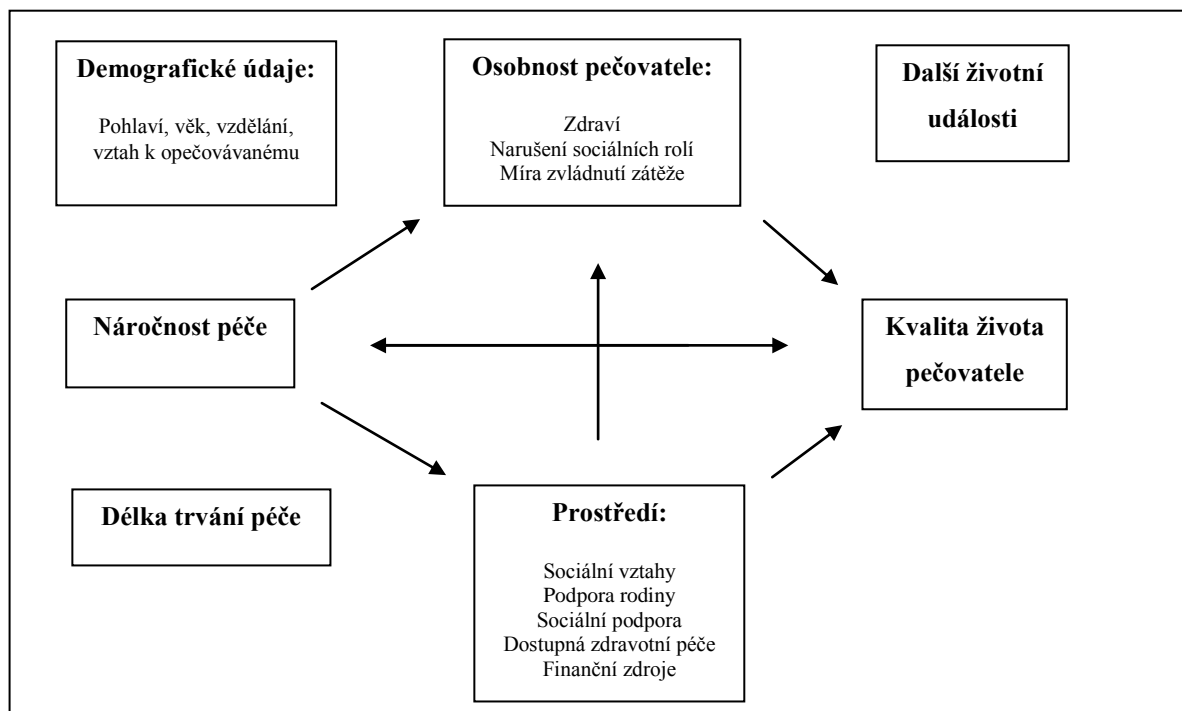 Demografické údaje:
Pohlaví, věk, vzdělání,
vztah k opečovávanému
Osobnost pečovatele:
Zdraví
Narušení sociálních rolí
Míra zvládnutí zátěže
Další životní
události
Náročnost péče
Kvalita života
pečovatele
Délka trvání péče
Prostředí:
Sociální vztahy
Podpora rodiny
Sociální podpora
Dostupná zdravotní péče
Finanční zdroje